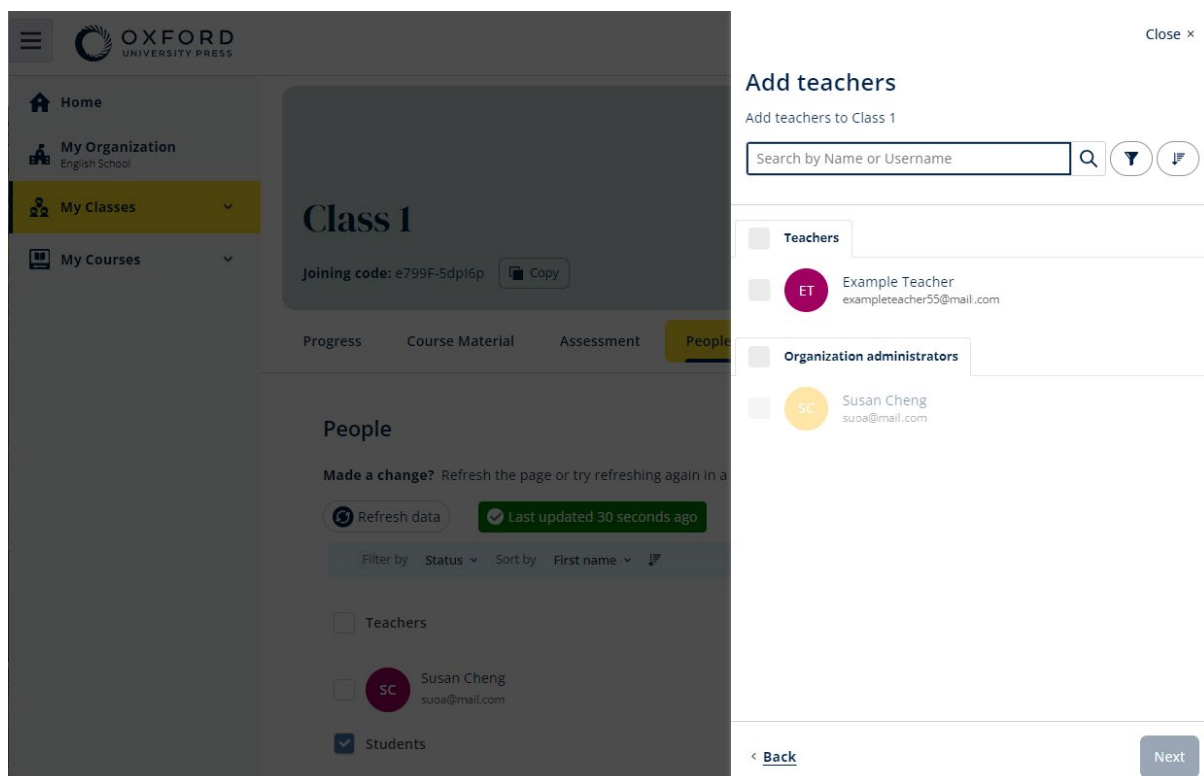 OXFORD
UNIVERSITY PRESS
Home
My Organization
English School
My Classes
My Courses
Class 1
Joining code: e799F-5dpI6p
Copy
Progress
Course Material
Assessment
People
People
Made a change? Refresh the page or try refreshing again in a
Refresh data
Last updated 30 seconds ago
Filter by Status Sort by First name
Teachers
SC
Susan Cheng
suoa@mail.com
Students
Close ×
Add teachers
Add teachers to Class 1
Search by Name or Username
Teachers
ET
Example Teacher
exampleteacher55@mail.com
Organization administrators
SC
Susan Cheng
suoa@mail.com
< Back
Next